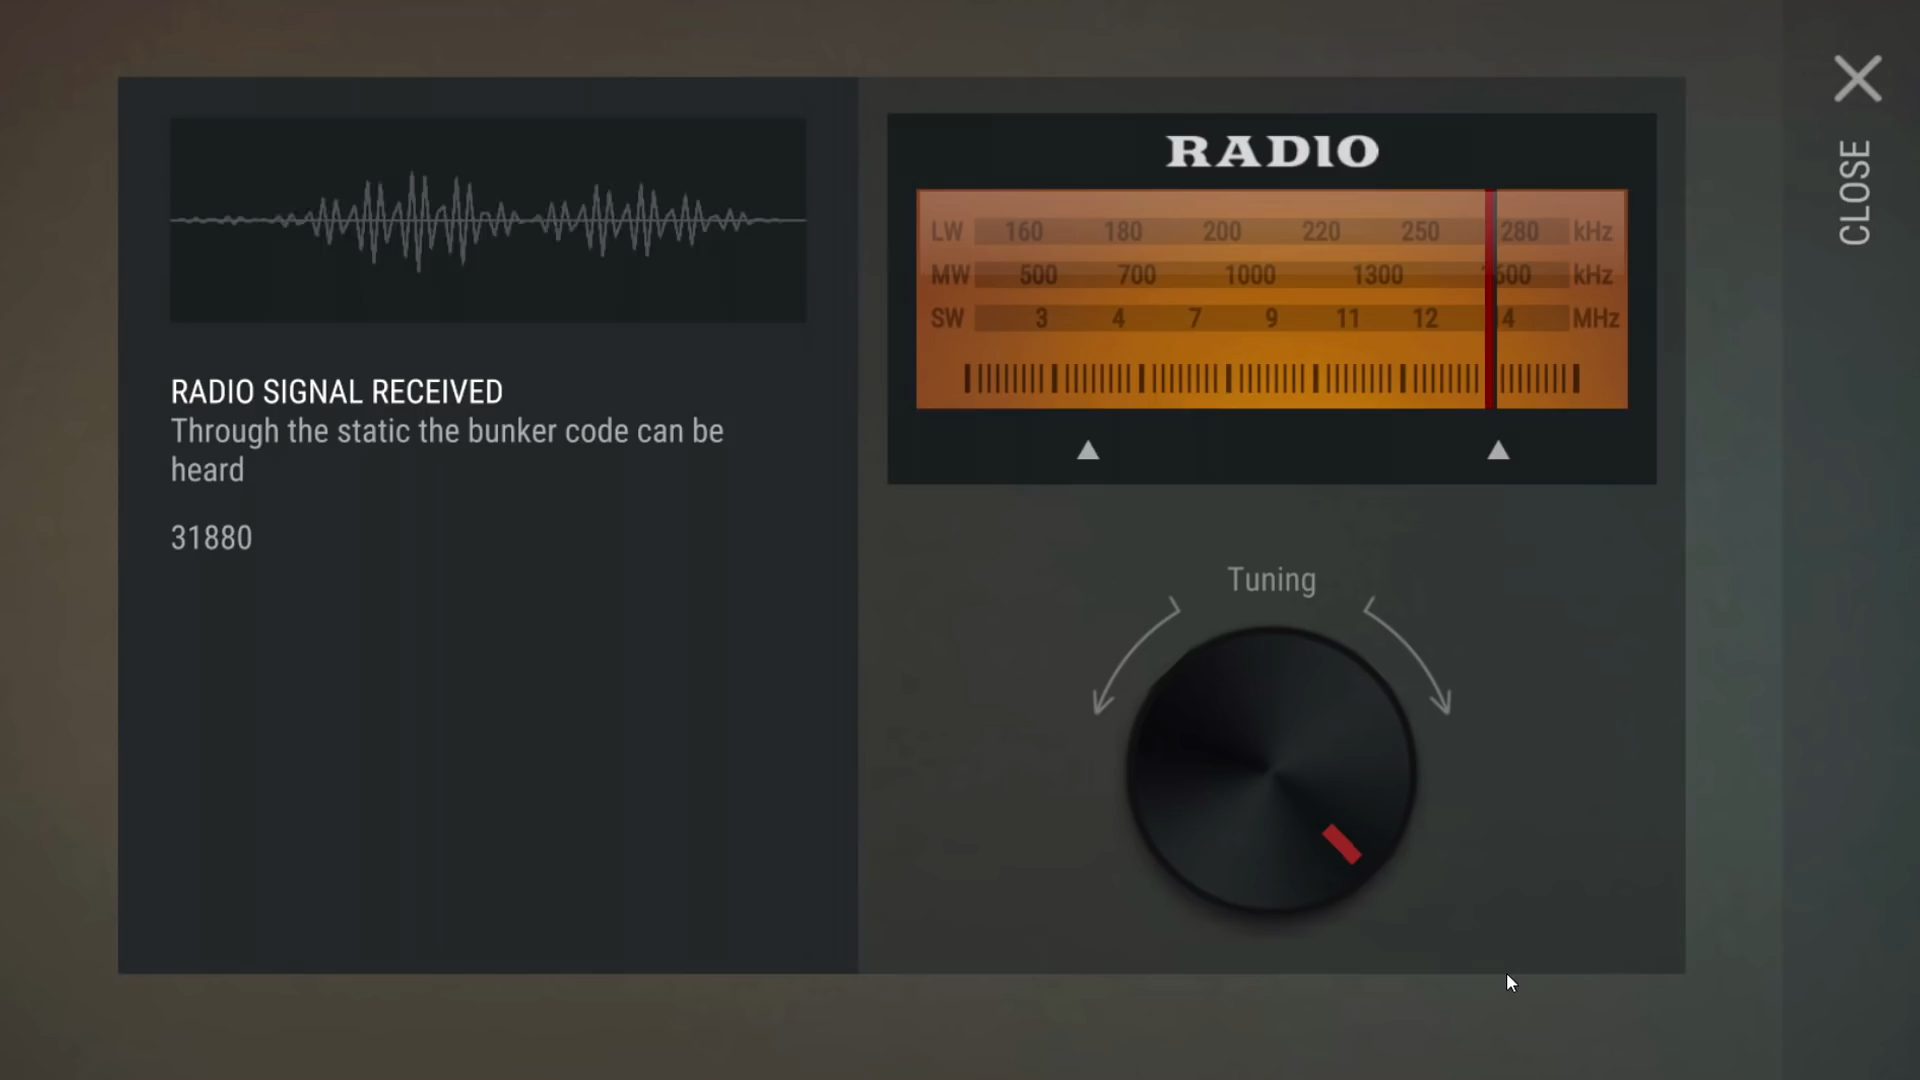 RADIO
LW 160 180 200 220 250 280 kHz
MW 500 700 1000 1300 1600 kHz
SW 3 4 7 9 11 12 14 MHz
RADIO SIGNAL RECEIVED
Through the static the bunker code can be
heard
31880
Tuning
CLOSE